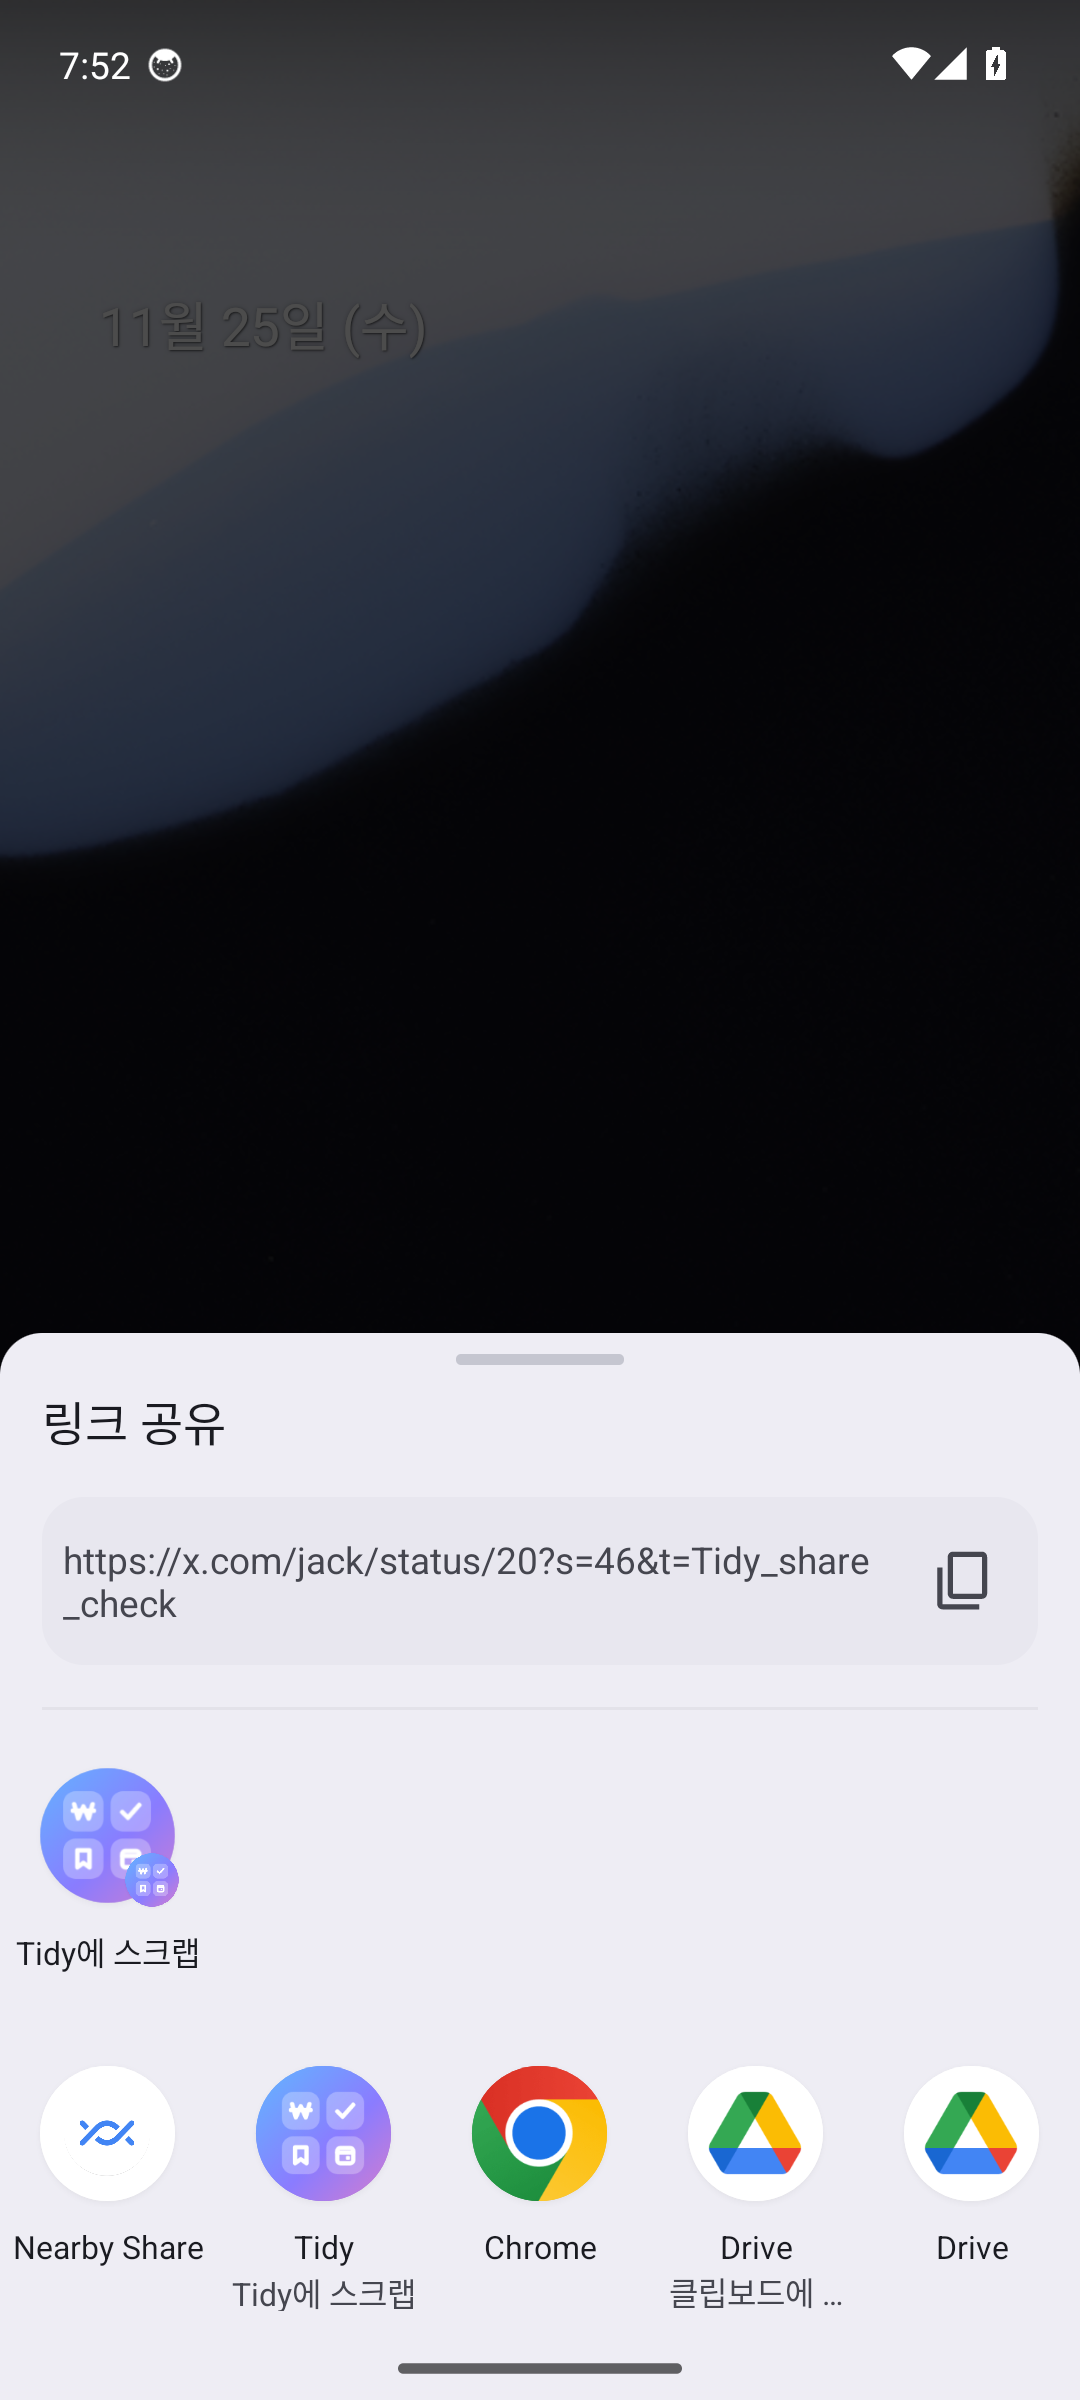 7:52
11월 25일 (수)
링크 공유
https://x.com/jack/status/20?s=46&t=Tidy_share
_check
Tidy에 스크랩
Nearby Share
Tidy
Chrome
Drive
Drive
Tidy에 스크랩
클립보드에 ...